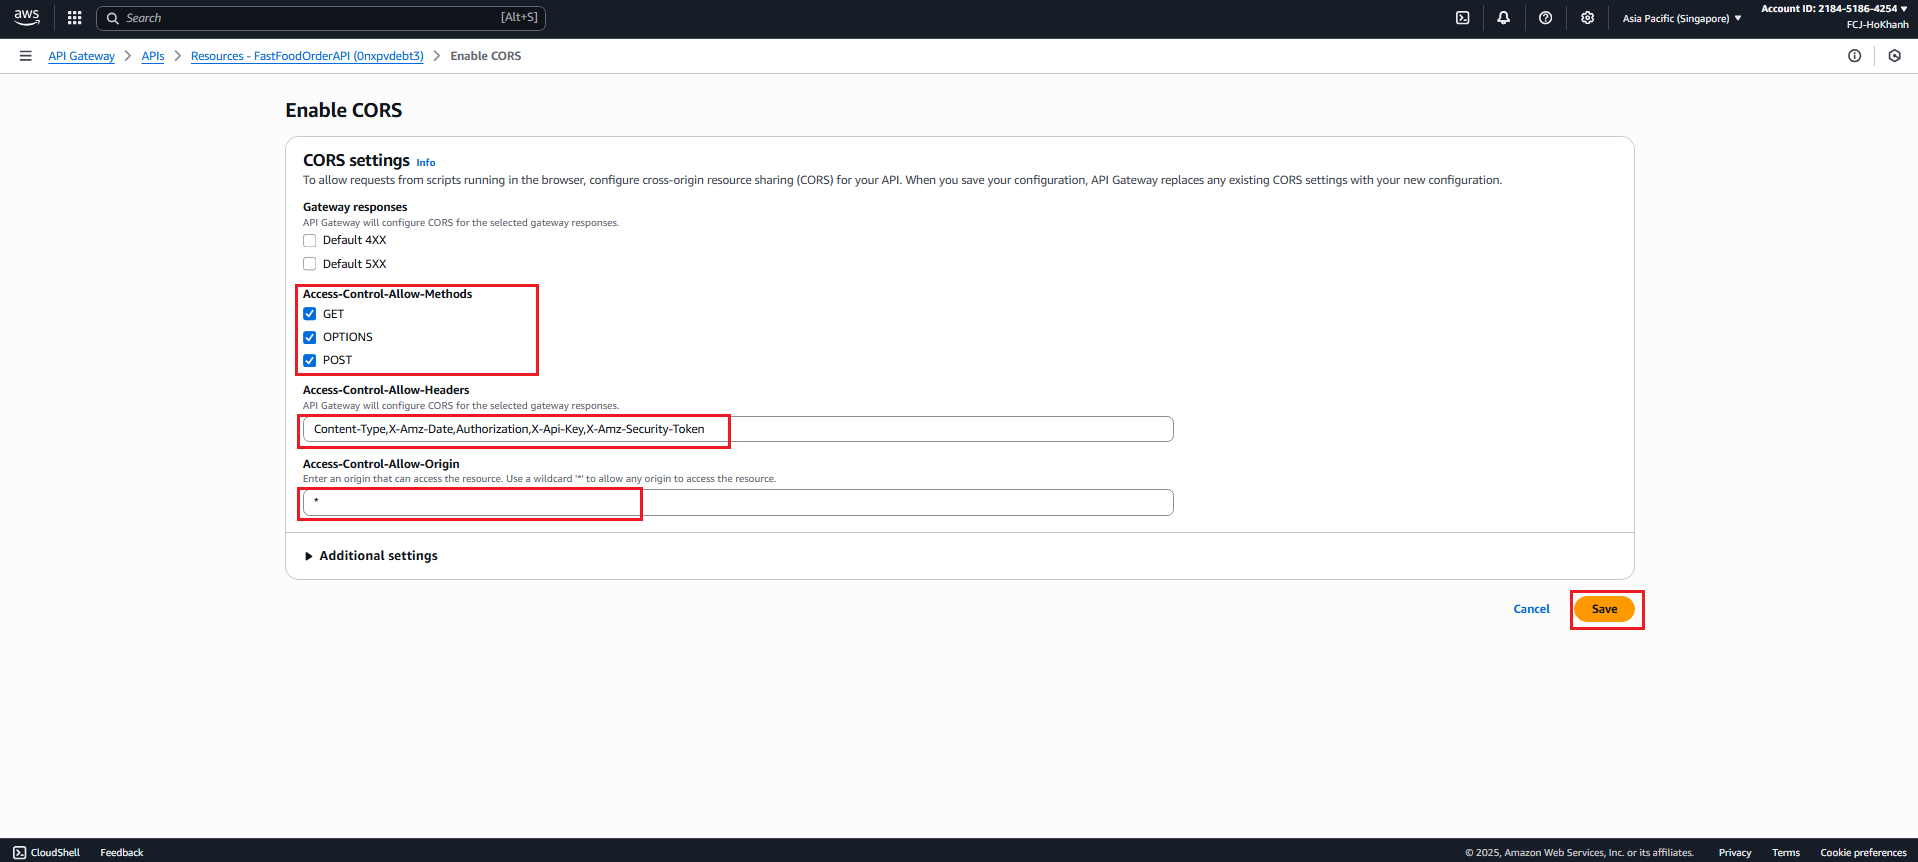 aws
Search [Alt+S]
Asia Pacific (Singapore)
Account ID: 2184-5186-4254
FCJ-HoKhanh
API Gateway
APIs
Resources - FastFoodOrderAPI (0nxpvdebt3)
Enable CORS
Enable CORS
CORS settings Info
To allow requests from scripts running in the browser, configure cross-origin resource sharing (CORS) for your API. When you save your configuration, API Gateway replaces any existing CORS settings with your new configuration.
Gateway responses
API Gateway will configure CORS for the selected gateway responses.
Default 4XX
Default 5XX
Access-Control-Allow-Methods
GET
OPTIONS
POST
Access-Control-Allow-Headers
API Gateway will configure CORS for the selected gateway responses.
Content-Type,X-Amz-Date,Authorization,X-Api-Key,X-Amz-Security-Token
Access-Control-Allow-Origin
Enter an origin that can access the resource. Use a wildcard '*' to allow any origin to access the resource.
*
Additional settings
Cancel
Save
CloudShell
Feedback
© 2025, Amazon Web Services, Inc. or its affiliates.
Privacy
Terms
Cookie preferences